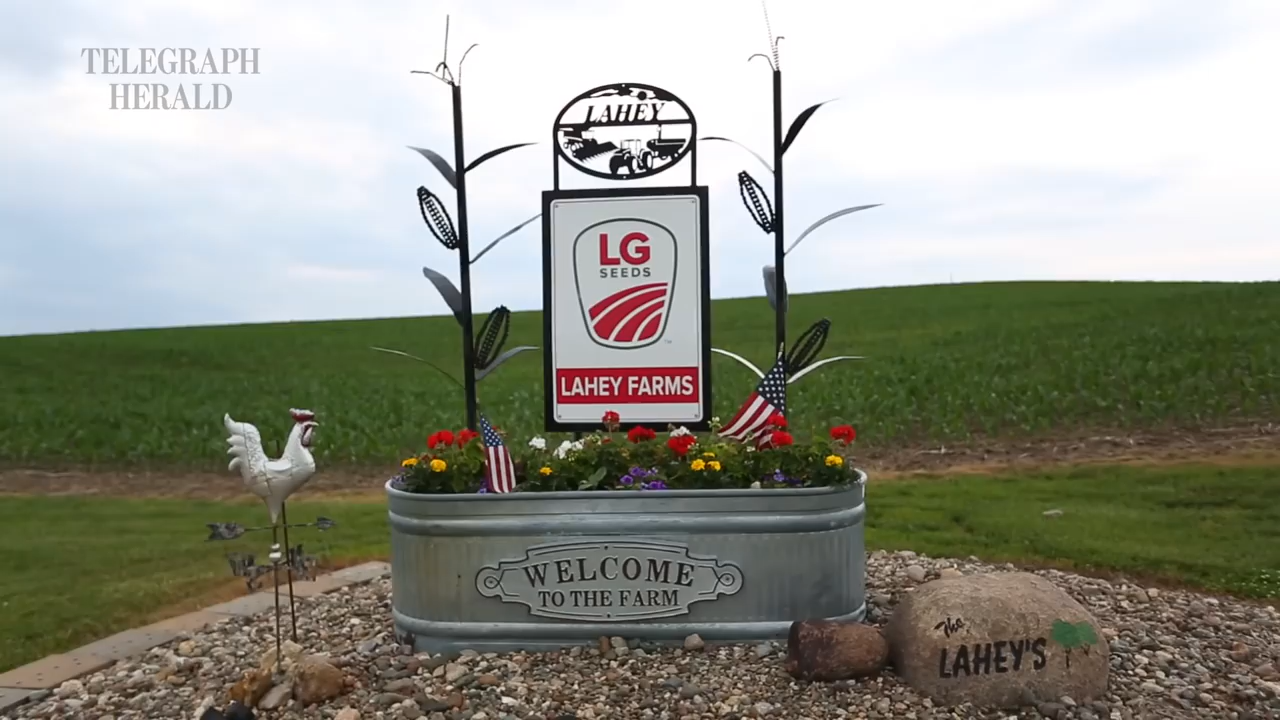 TELEGRAPH
HERALD
LAHEY
LG
SEEDS
LAHEY FARMS
WELCOME
TO THE FARM
The
LAHEY'S